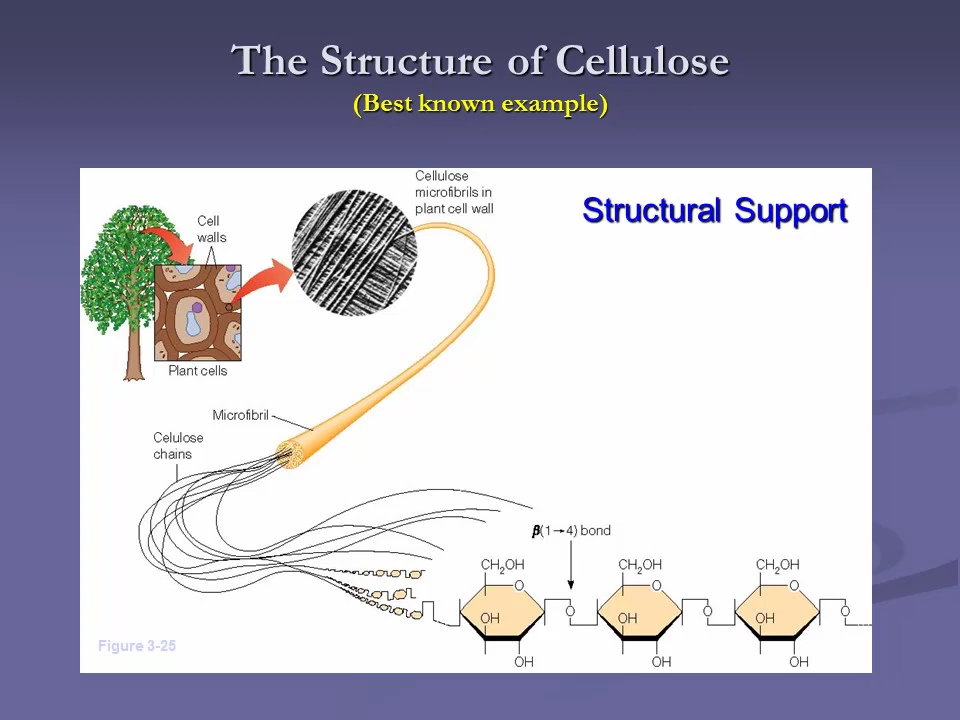 The Structure of Cellulose
(Best known example)
Cellulose
microfibrils in
plant cell wall
Structural Support
Cell
walls
Plant cells
Microfibril
Celulose
chains
β(1→4) bond
CH₂OH
CH₂OH
CH₂OH
O
O
O
OH
O
OH
O
OH
O
OH
OH
OH
Figure 3-25